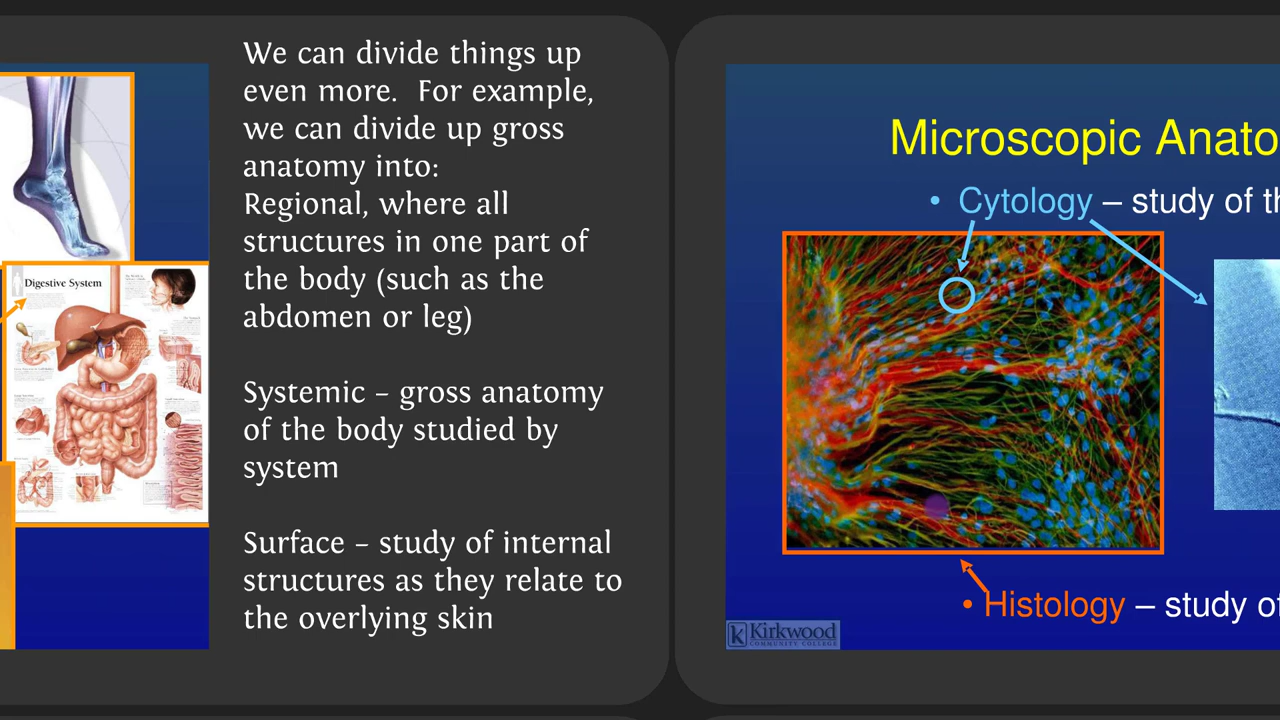 Digestive System
We can divide things up
even more.  For example,
we can divide up gross
anatomy into:
Regional, where all
structures in one part of
the body (such as the
abdomen or leg)
Systemic – gross anatomy
of the body studied by
system
Surface – study of internal
structures as they relate to
the overlying skin
Microscopic Anato
• Cytology – study of th
• Histology – study of
Kirkwood
COMMUNITY COLLEGE